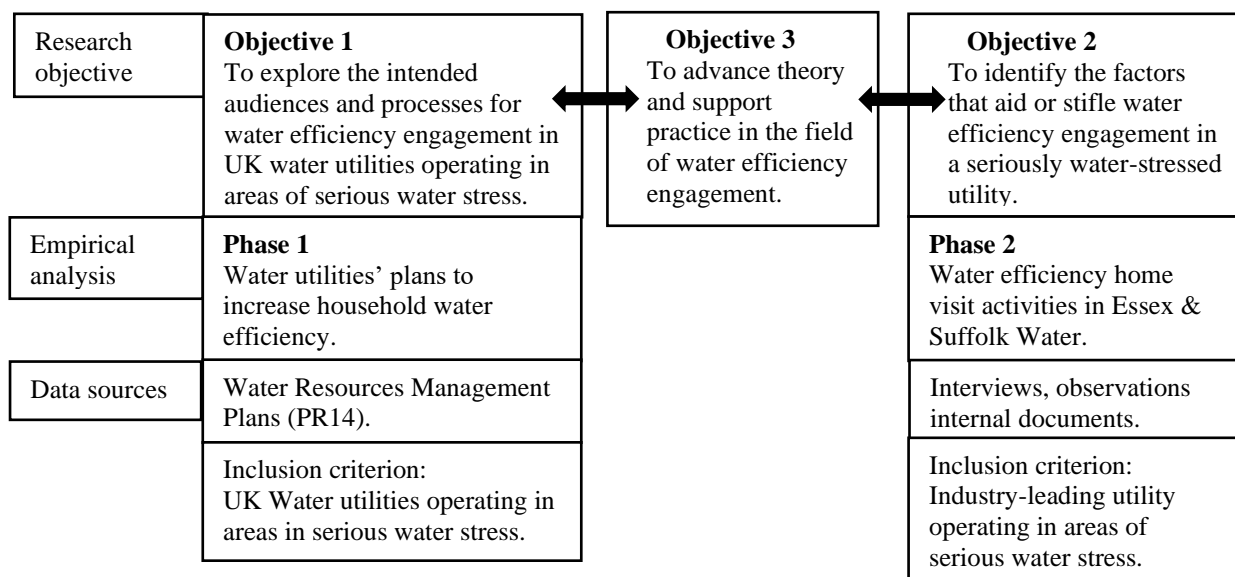 Research
objective
Objective 1
To explore the intended
audiences and processes for
water efficiency engagement in
UK water utilities operating in
areas of serious water stress.
Objective 3
To advance theory
and support
practice in the field
of water efficiency
engagement.
Objective 2
To identify the factors
that aid or stifle water
efficiency engagement in
a seriously water-stressed
utility.
Empirical
analysis
Phase 1
Water utilities’ plans to
increase household water
efficiency.
Phase 2
Water efficiency home
visit activities in Essex &
Suffolk Water.
Data sources
Water Resources Management
Plans (PR14).
Interviews, observations
internal documents.
Inclusion criterion:
UK Water utilities operating in
areas in serious water stress.
Inclusion criterion:
Industry-leading utility
operating in areas of
serious water stress.